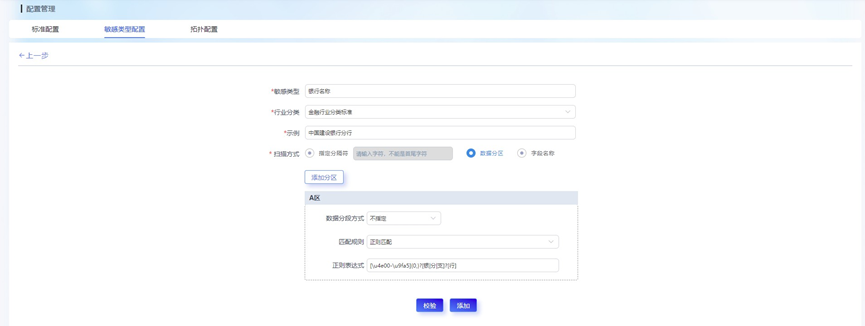 配置管理
标准配置 敏感类型配置 拓扑配置
←上一步
*敏感类型 银行名称
*行业分类 金融行业分类标准
*示例 中国建设银行分行
*扫描方式 指定分隔符 请输入字符，不能是首尾字符 数据分区 字段名称
添加分区
A区
数据分段方式 不指定
匹配规则 正则匹配
正则表达式 [\u4e00-\u9fa5]{0,}?[银|分|支]?[行]
校验 添加